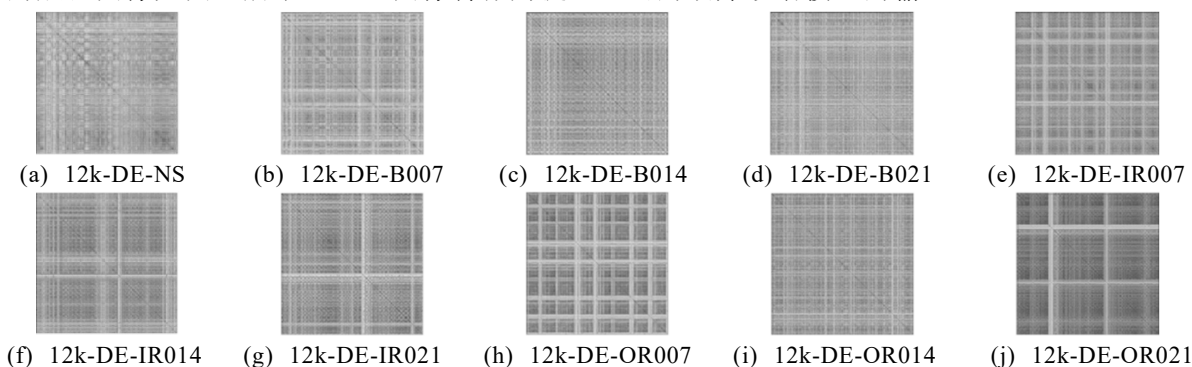 (a) 12k-DE-NS (b) 12k-DE-B007 (c) 12k-DE-B014 (d) 12k-DE-B021 (e) 12k-DE-IR007
(f) 12k-DE-IR014 (g) 12k-DE-IR021 (h) 12k-DE-OR007 (i) 12k-DE-OR014 (j) 12k-DE-OR021